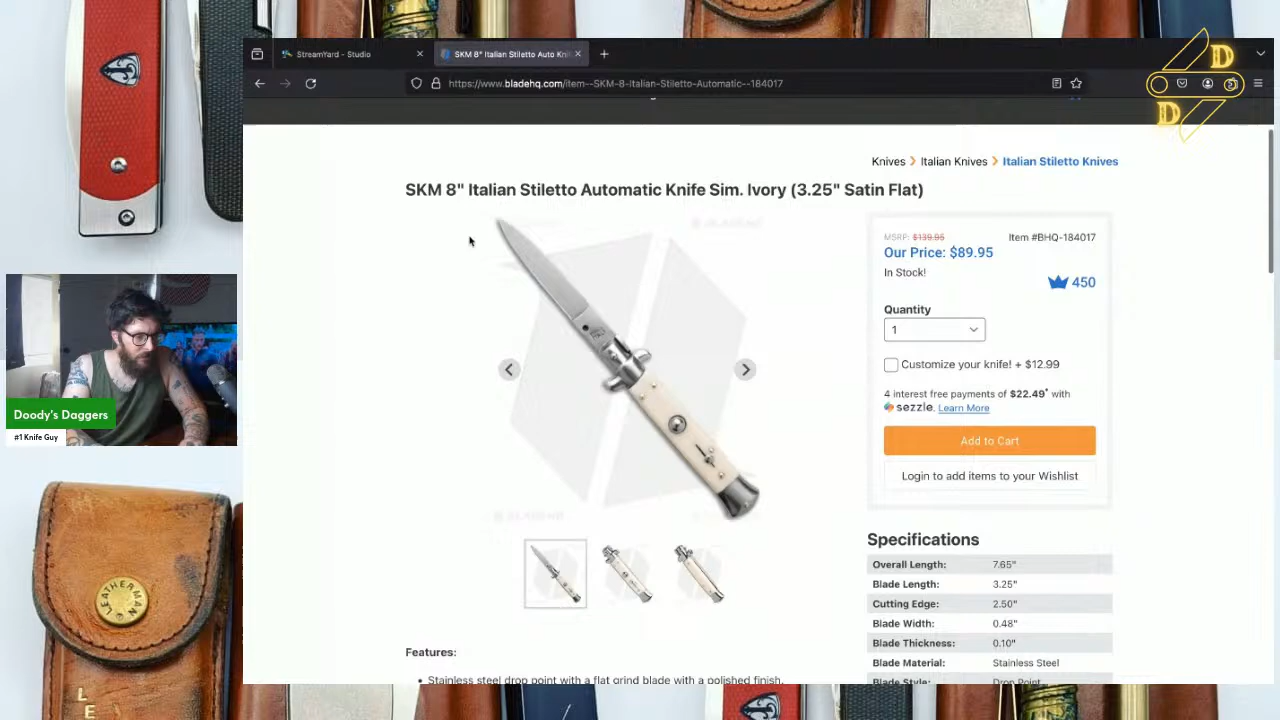 StreamYard - Studio
SKM 8" Italian Stiletto Auto Kni
https://www.bladehq.com/item--SKM-8-Italian-Stiletto-Automatic--184017
D
D
Knives
Italian Knives
Italian Stiletto Knives
SKM 8" Italian Stiletto Automatic Knife Sim. Ivory (3.25" Satin Flat)
MSRP: $139.95
Item #BHQ-184017
Our Price: $89.95
In Stock!
450
Quantity
1
Customize your knife! + $12.99
4 interest free payments of $22.49* with
sezzle. Learn More
Add to Cart
Login to add items to your Wishlist
Specifications
Overall Length: 7.65"
Blade Length: 3.25"
Cutting Edge: 2.50"
Blade Width: 0.48"
Blade Thickness: 0.10"
Blade Material: Stainless Steel
Blade Style: Drop Point
Features:
Stainless steel drop point with a flat grind blade with a polished finish.
Doody's Daggers
#1 Knife Guy
LEATHERMAN
L
E